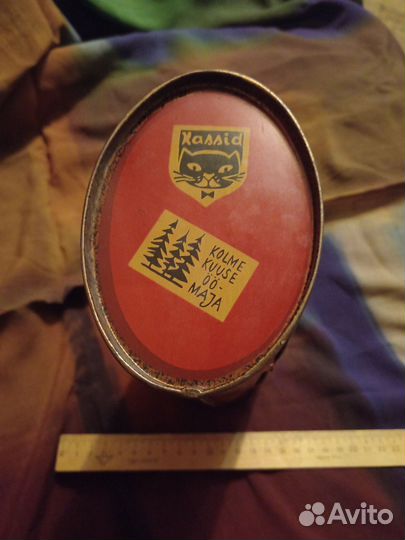 Kassid
KOLME
KUUSE
ÖÖ-
MAJA
Avito